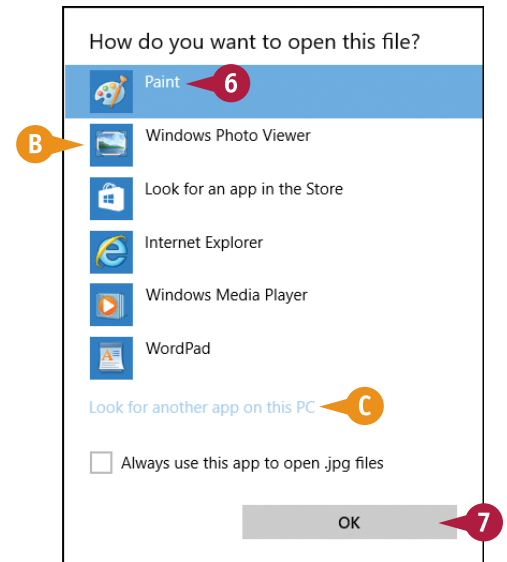 How do you want to open this file?
Paint 6
B Windows Photo Viewer
Look for an app in the Store
Internet Explorer
Windows Media Player
WordPad
Look for another app on this PC C
Always use this app to open .jpg files
OK 7